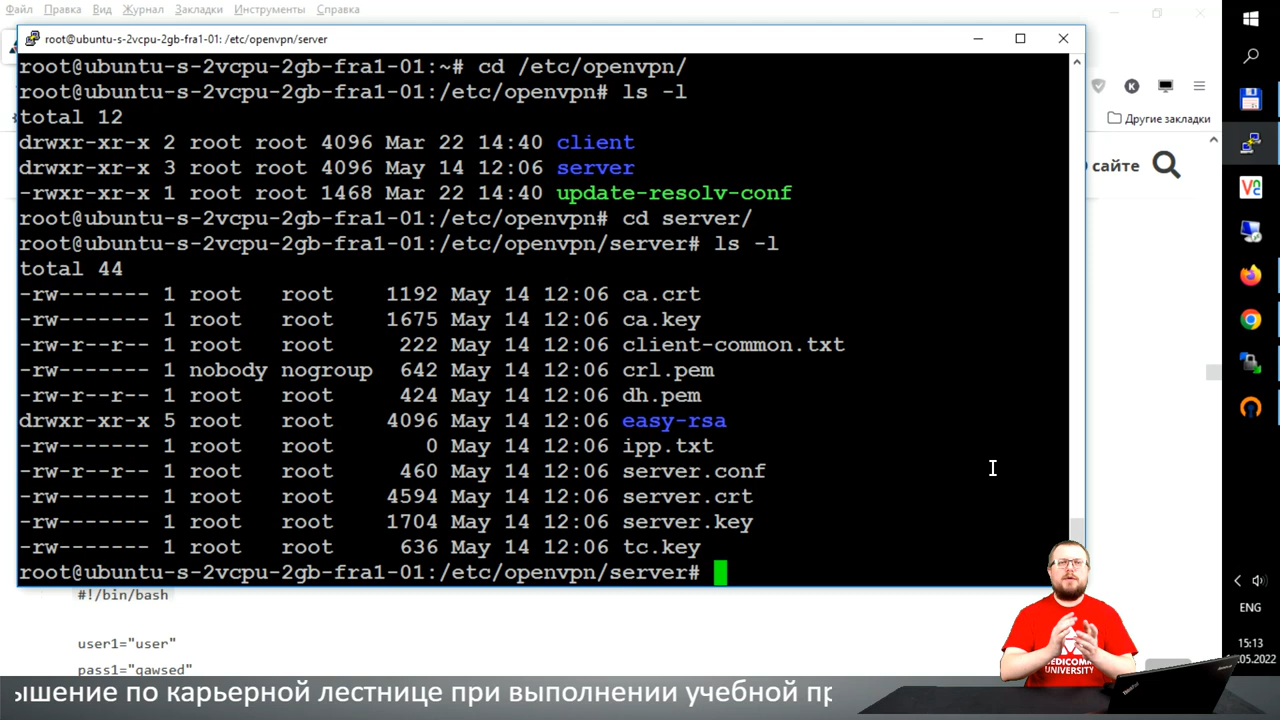 Файл Правка Вид Журнал Закладки Инструменты Справка
root@ubuntu-s-2vcpu-2gb-fra1-01: /etc/openvpn/server
root@ubuntu-s-2vcpu-2gb-fra1-01:~# cd /etc/openvpn/
root@ubuntu-s-2vcpu-2gb-fra1-01:/etc/openvpn# ls -l
total 12
drwxr-xr-x 2 root root 4096 Mar 22 14:40 client
drwxr-xr-x 3 root root 4096 May 14 12:06 server
-rwxr-xr-x 1 root root 1468 Mar 22 14:40 update-resolv-conf
root@ubuntu-s-2vcpu-2gb-fra1-01:/etc/openvpn# cd server/
root@ubuntu-s-2vcpu-2gb-fra1-01:/etc/openvpn/server# ls -l
total 44
-rw------- 1 root root 1192 May 14 12:06 ca.crt
-rw------- 1 root root 1675 May 14 12:06 ca.key
-rw-r--r-- 1 root root 222 May 14 12:06 client-common.txt
-rw------- 1 nobody nogroup 642 May 14 12:06 crl.pem
-rw-r--r-- 1 root root 424 May 14 12:06 dh.pem
drwxr-xr-x 5 root root 4096 May 14 12:06 easy-rsa
-rw------- 1 root root 0 May 14 12:06 ipp.txt
-rw-r--r-- 1 root root 460 May 14 12:06 server.conf
-rw------- 1 root root 4594 May 14 12:06 server.crt
-rw------- 1 root root 1704 May 14 12:06 server.key
-rw------- 1 root root 636 May 14 12:06 tc.key
root@ubuntu-s-2vcpu-2gb-fra1-01:/etc/openvpn/server#
K
Другие закладки
о сайте
#!/bin/bash
user1="user"
pass1="qawsed"
ENG
15:13
.05.2022
UNIVERSITY
ышение по карьерной лестнице при выполнении учебной пр